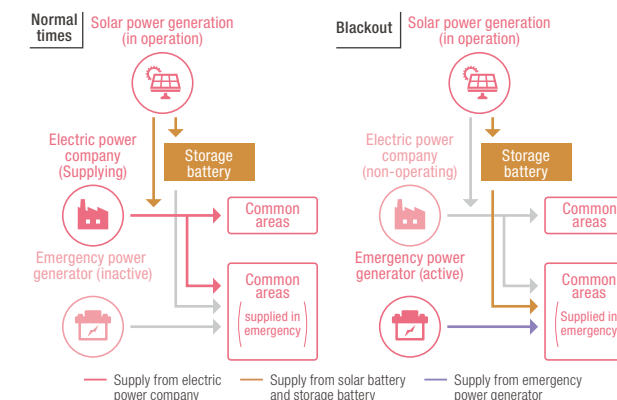 Normal
times
Solar power generation
(in operation)
Electric power
company
(Supplying)
Storage
battery
Common
areas
Emergency power
generator (inactive)
Common
areas
(supplied in
emergency)
Blackout
Solar power generation
(in operation)
Electric power
company
(non-operating)
Storage
battery
Common
areas
Emergency power
generator (active)
Common
areas
(Supplied in
emergency)
Supply from electric
power company
Supply from solar battery
and storage battery
Supply from emergency
power generator